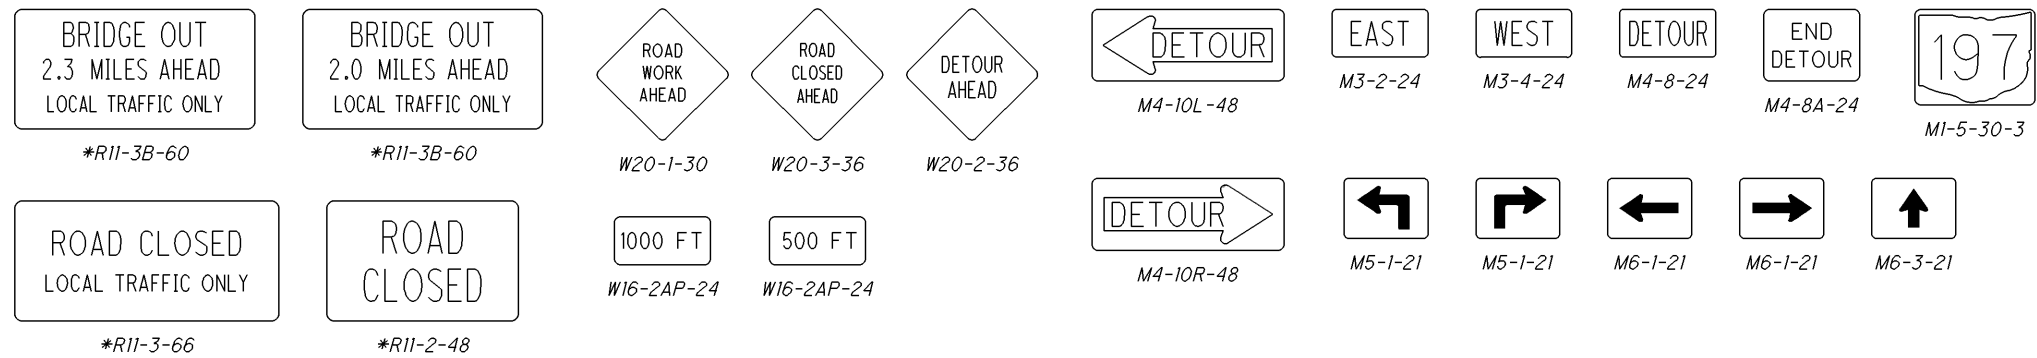 BRIDGE OUT
2.3 MILES AHEAD
LOCAL TRAFFIC ONLY
*R11-3B-60
BRIDGE OUT
2.0 MILES AHEAD
LOCAL TRAFFIC ONLY
*R11-3B-60
ROAD
WORK
AHEAD
W20-1-30
ROAD
CLOSED
AHEAD
W20-3-36
DETOUR
AHEAD
W20-2-36
DETOUR
M4-10L-48
EAST
M3-2-24
WEST
M3-4-24
DETOUR
M4-8-24
END
DETOUR
M4-8A-24
197
M1-5-30-3
ROAD CLOSED
LOCAL TRAFFIC ONLY
*R11-3-66
ROAD
CLOSED
*R11-2-48
1000 FT
W16-2AP-24
500 FT
W16-2AP-24
DETOUR
M4-10R-48
M5-1-21
M5-1-21
M6-1-21
M6-1-21
M6-3-21